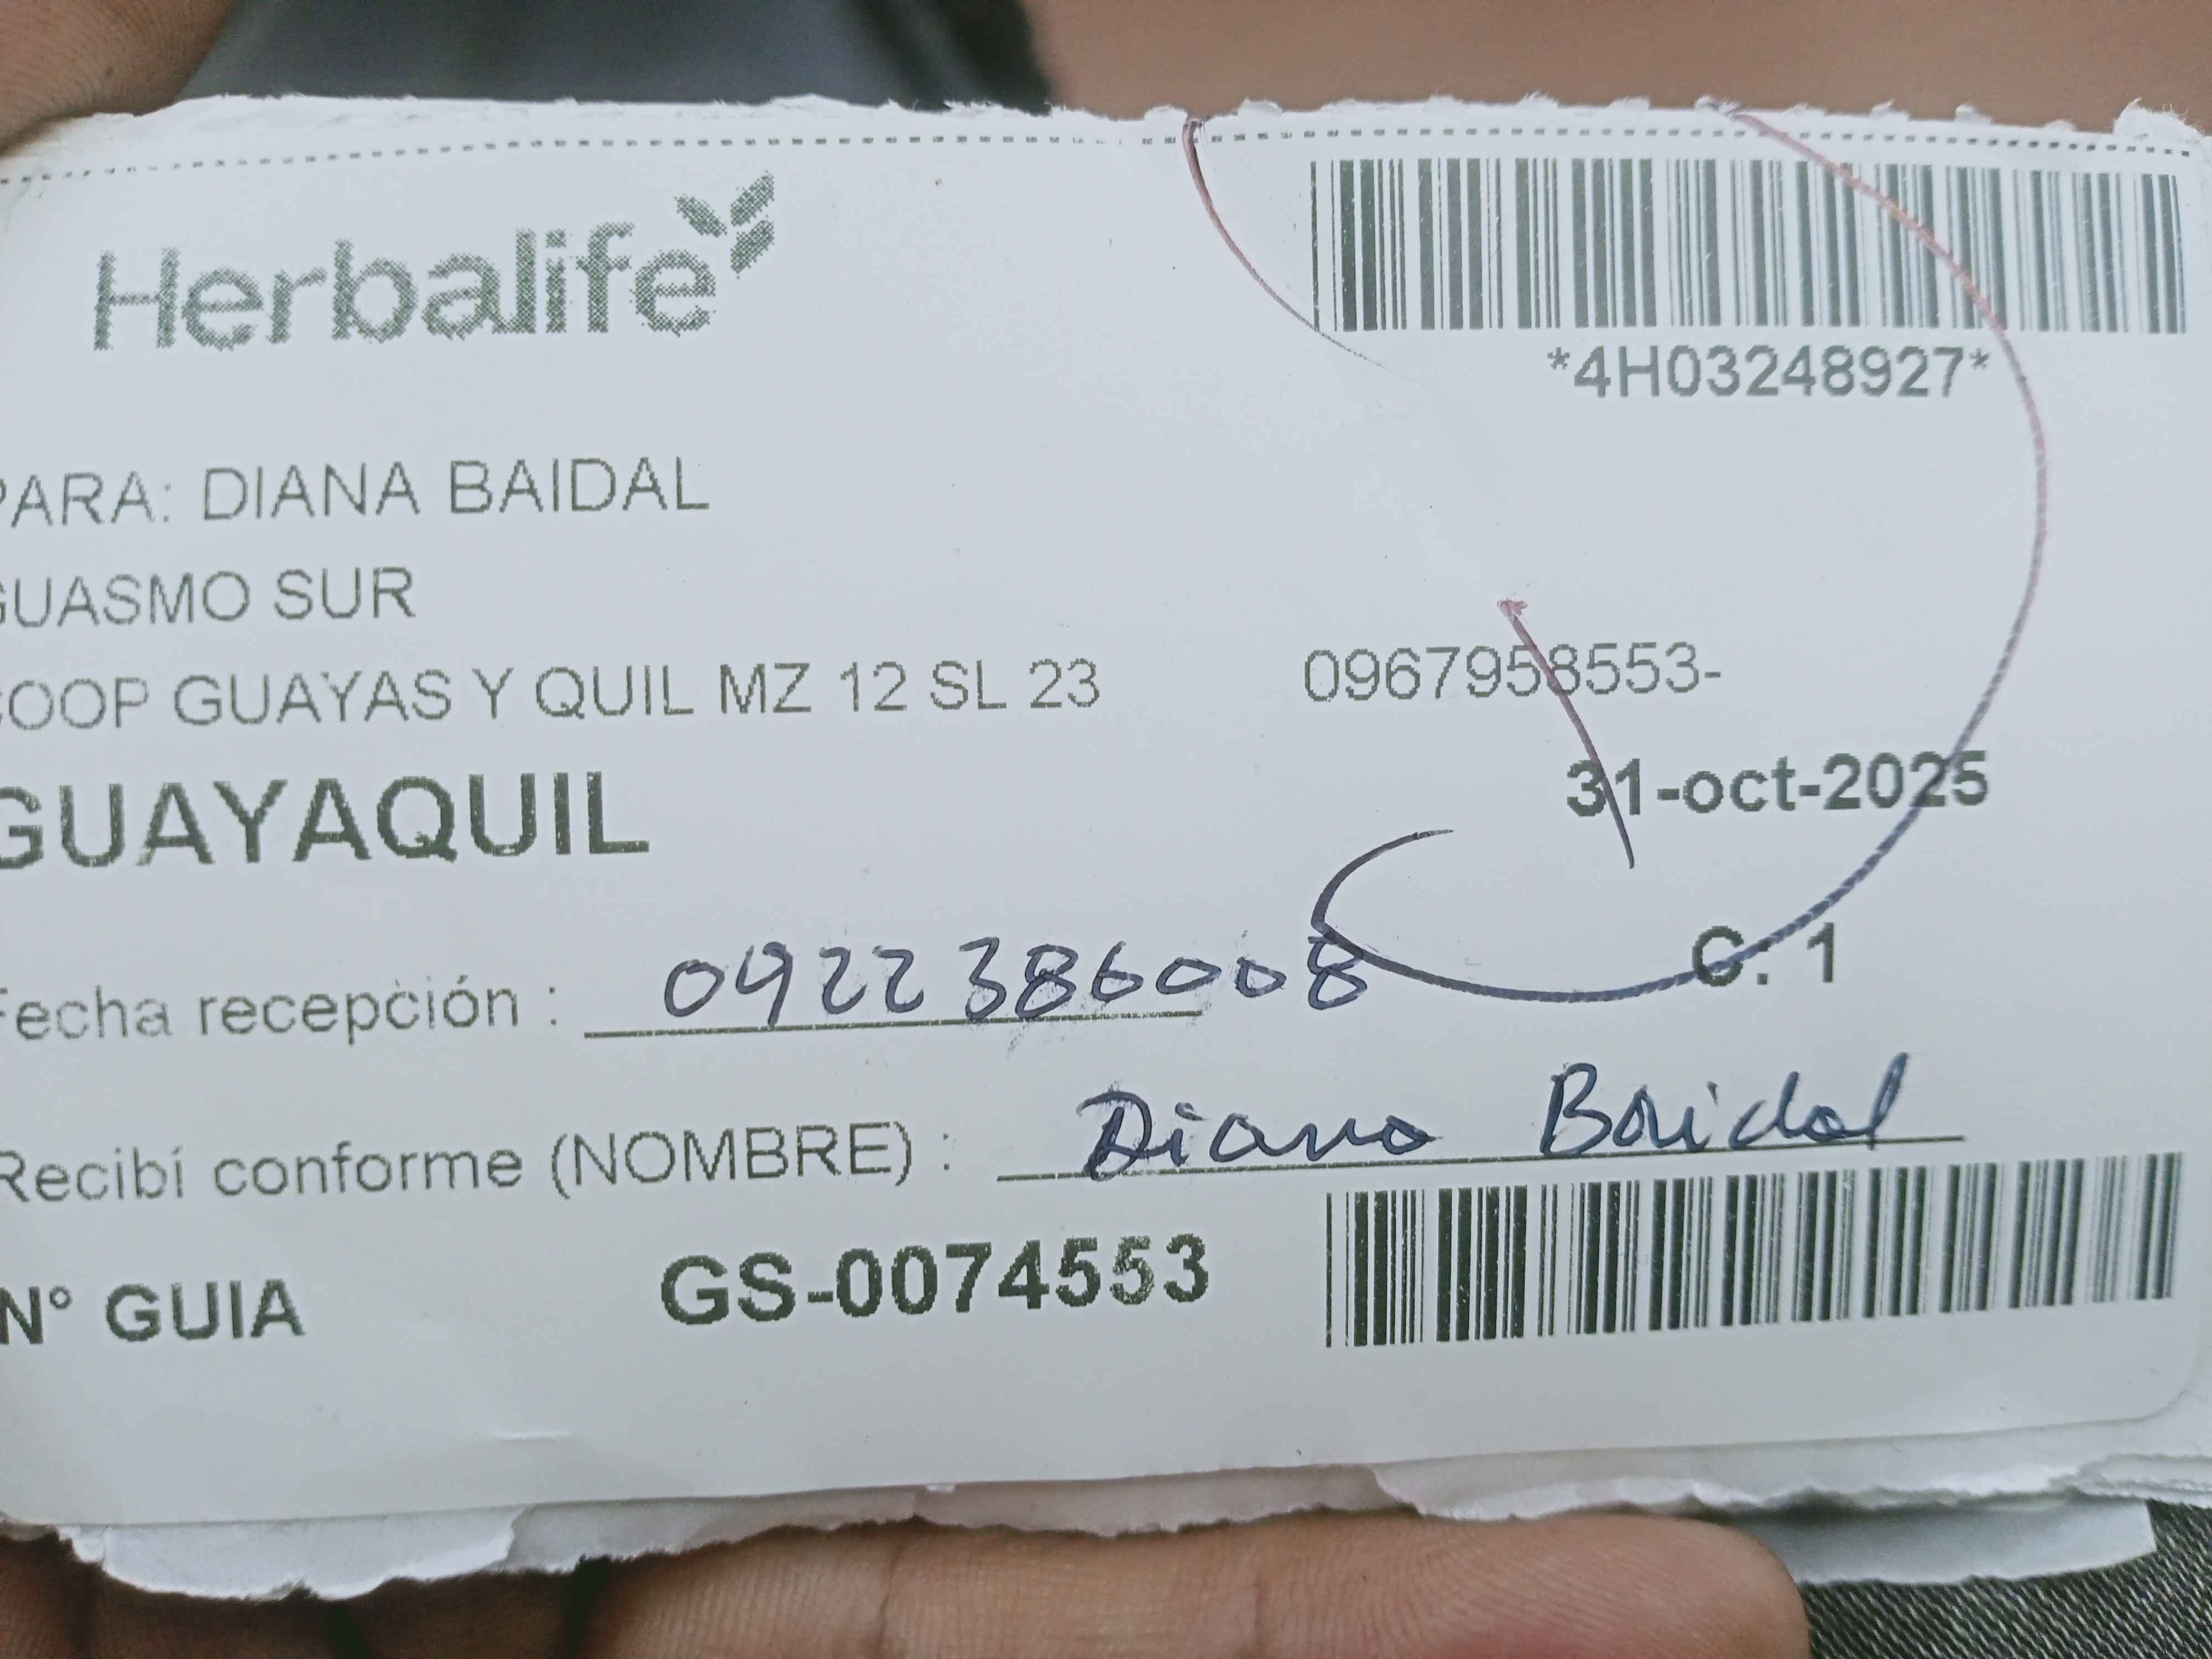 Herbalife
*4H03248927*
PARA: DIANA BAIDAL
GUASMO SUR
COOP GUAYAS Y QUIL MZ 12 SL 23 0967958553-
GUAYAQUIL 31-oct-2025
C. 1
Fecha recepción : 0922386008
Recibí conforme (NOMBRE) : Diana Baidal
N° GUIA GS-0074553